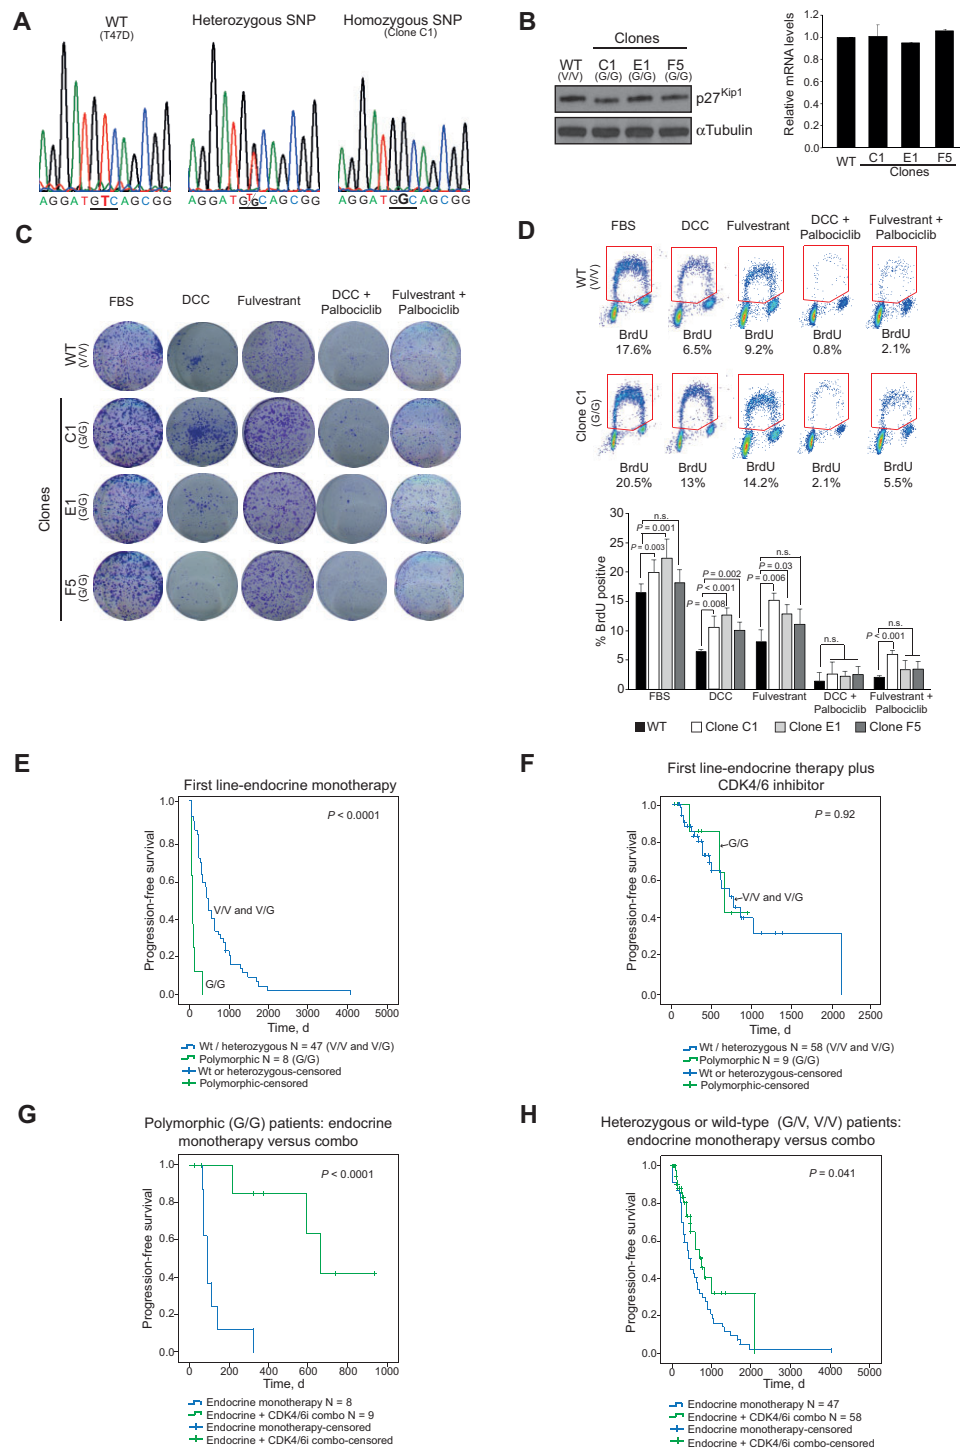 A
WT
(T47D)
Heterozygous SNP
Homozygous SNP
(Clone C1)
AGGATGTCAGCGG
AGGATGT/GCAGCGG
AGGATGGCAGCGG
B
Clones
WT
(V/V)
C1
(G/G)
E1
(G/G)
F5
(G/G)
p27Kip1
αTubulin
Relative mRNA levels
1.2
1.0
0.8
0.6
0.4
0.2
0.0
WT
C1
E1
F5
Clones
C
FBS
DCC
Fulvestrant
DCC +
Palbociclib
Fulvestrant +
Palbociclib
WT
(V/V)
Clones
C1
(G/G)
E1
(G/G)
F5
(G/G)
D
FBS
DCC
Fulvestrant
DCC +
Palbociclib
Fulvestrant +
Palbociclib
WT
(V/V)
BrdU
17.6%
BrdU
6.5%
BrdU
9.2%
BrdU
0.8%
BrdU
2.1%
Clone C1
(G/G)
BrdU
20.5%
BrdU
13%
BrdU
14.2%
BrdU
2.1%
BrdU
5.5%
% BrdU positive
30
25
20
15
10
5
0
n.s.
P = 0.001
P = 0.003
P = 0.002
P < 0.001
P = 0.008
n.s.
P = 0.03
P = 0.006
n.s.
n.s.
P < 0.001
FBS
DCC
Fulvestrant
DCC +
Palbociclib
Fulvestrant +
Palbociclib
WT
Clone C1
Clone E1
Clone F5
E
First line-endocrine monotherapy
P < 0.0001
Progression-free survival
1.0
0.8
0.6
0.4
0.2
0.0
V/V and V/G
G/G
0 1000 2000 3000 4000 5000
Time, d
Wt / heterozygous N = 47 (V/V and V/G)
Polymorphic N = 8 (G/G)
Wt or heterozygous-censored
Polymorphic-censored
F
First line-endocrine therapy plus
CDK4/6 inhibitor
P = 0.92
Progression-free survival
1.0
0.8
0.6
0.4
0.2
0.0
G/G
V/V and V/G
0 500 1000 1500 2000 2500
Time, d
Wt / heterozygous N = 58 (V/V and V/G)
Polymorphic N = 9 (G/G)
Wt or heterozygous-censored
Polymorphic-censored
G
Polymorphic (G/G) patients: endocrine
monotherapy versus combo
P < 0.0001
Progression-free survival
1.0
0.8
0.6
0.4
0.2
0.0
0 200 400 600 800 1000
Time, d
Endocrine monotherapy N = 8
Endocrine + CDK4/6i combo N = 9
Endocrine monotherapy-censored
Endocrine + CDK4/6i combo-censored
H
Heterozygous or wild-type (G/V, V/V) patients:
endocrine monotherapy versus combo
P = 0.041
Progression-free survival
1.0
0.8
0.6
0.4
0.2
0.0
0 1000 2000 3000 4000 5000
Time, d
Endocrine monotherapy N = 47
Endocrine + CDK4/6i combo N = 58
Endocrine monotherapy-censored
Endocrine + CDK4/6i combo-censored